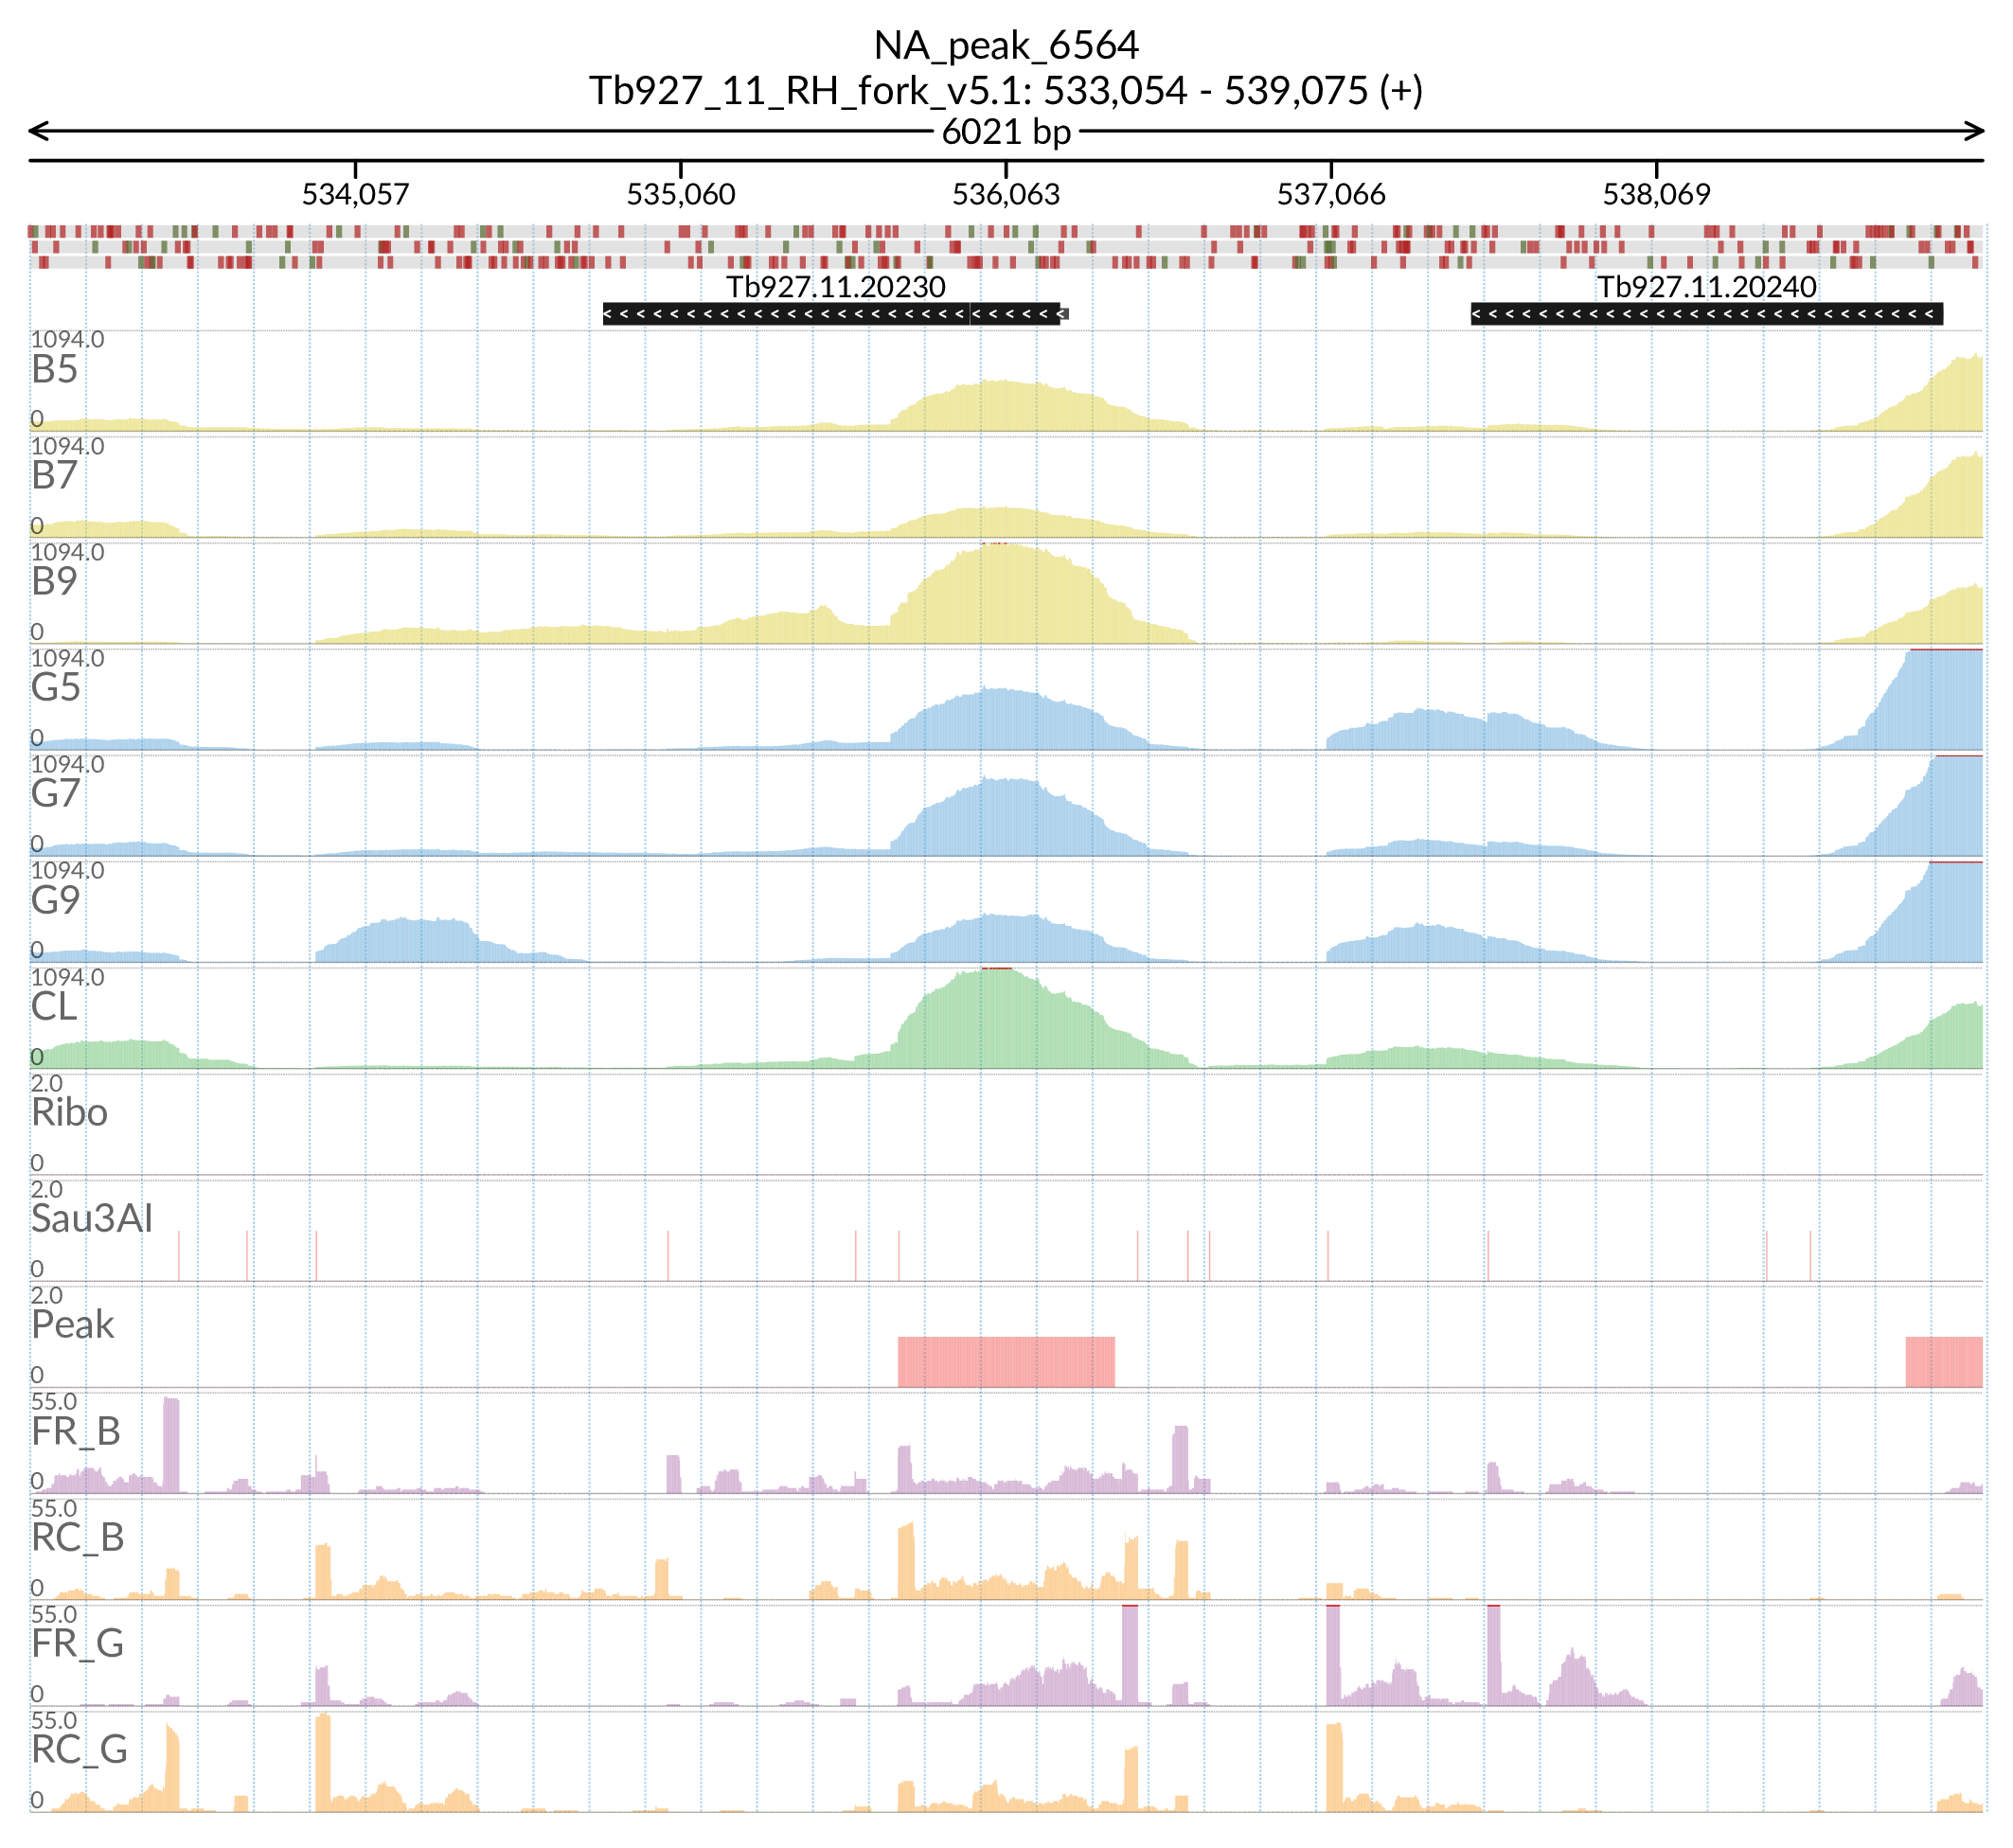 NA_peak_6564
Tb927_11_RH_fork_v5.1: 533,054 - 539,075 (+)
6021 bp
534,057 535,060 536,063 537,066 538,069
Tb927.11.20230 Tb927.11.20240
1094.0
B5
0
1094.0
B7
0
1094.0
B9
0
1094.0
G5
0
1094.0
G7
0
1094.0
G9
0
1094.0
CL
0
2.0
Ribo
0
2.0
Sau3AI
0
2.0
Peak
0
55.0
FR_B
0
55.0
RC_B
0
55.0
FR_G
0
55.0
RC_G
0